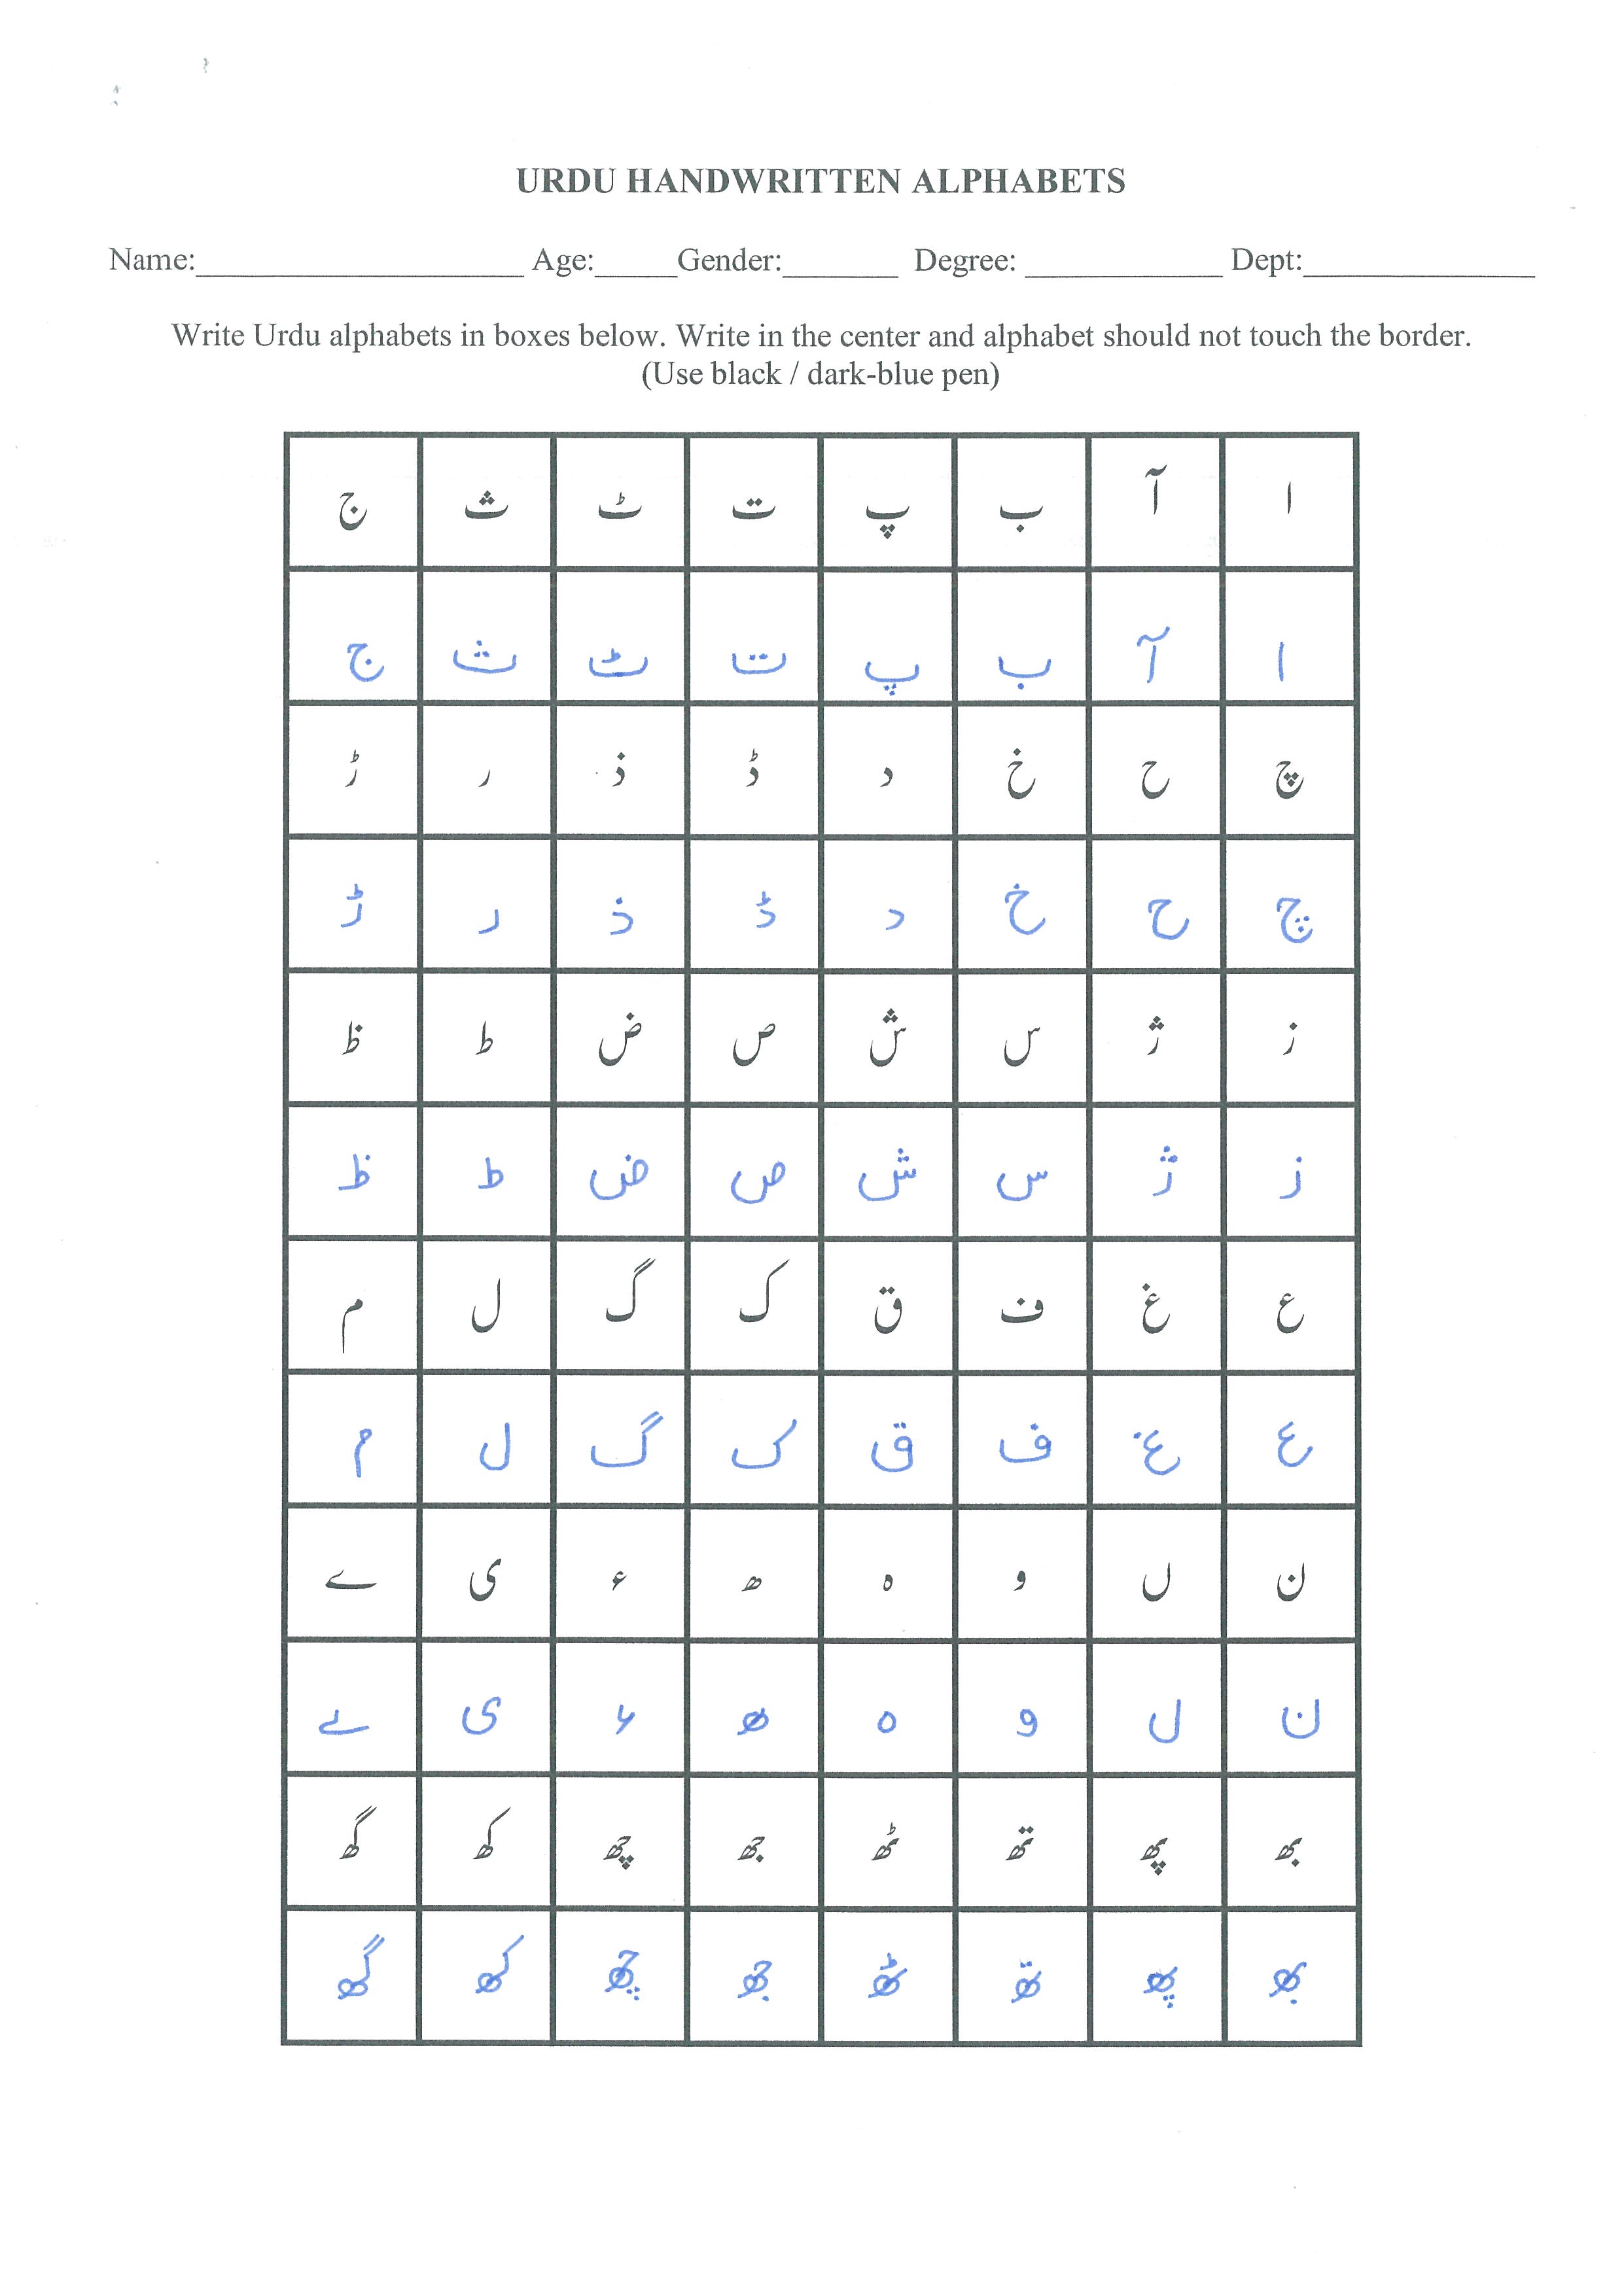 URDU HANDWRITTEN ALPHABETS
Name:____________________ Age:_____Gender:_______ Degree: ____________ Dept:______________
Write Urdu alphabets in boxes below. Write in the center and alphabet should not touch the border.
(Use black / dark-blue pen)
ا آ ب پ ت ٹ ث ج
ا آ ب پ ت ٹ ث ج
چ ح خ د ڈ ذ ر ڑ
چ ح خ د ڈ ذ ر ڑ
ز ژ س ش ص ض ط ظ
ز ژ س ش ص ض ط ظ
ع غ ف ق ک گ ل م
ع غ ف ق ک گ ل م
ن ں و ہ ھ ء ی ے
ن ں و ہ ھ ء ی ے
بھ پھ تھ ٹھ جھ چھ کھ گھ
بھ پھ تھ ٹھ جھ چھ کھ گھ